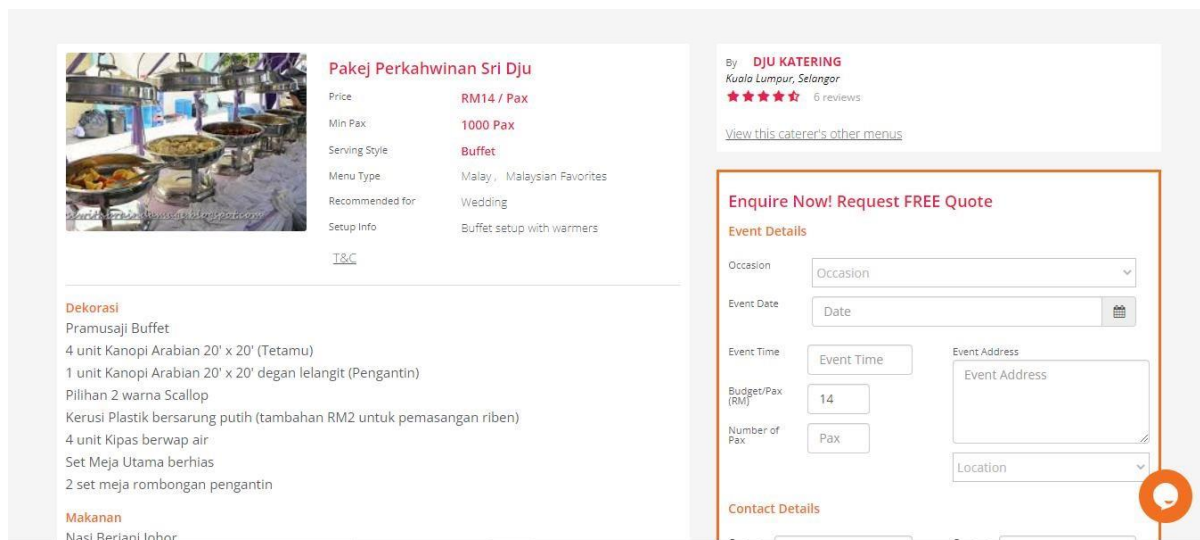 Pakej Perkahwinan Sri Dju
Price RM14 / Pax
Min Pax 1000 Pax
Serving Style Buffet
Menu Type Malay , Malaysian Favorites
Recommended for Wedding
Setup Info Buffet setup with warmers
T&C
Dekorasi
Pramusaji Buffet
4 unit Kanopi Arabian 20' x 20' (Tetamu)
1 unit Kanopi Arabian 20' x 20' degan lelangit (Pengantin)
Pilihan 2 warna Scallop
Kerusi Plastik bersarung putih (tambahan RM2 untuk pemasangan riben)
4 unit Kipas berwap air
Set Meja Utama berhias
2 set meja rombongan pengantin
Makanan
Nasi Beriani Johor
By DJU KATERING
Kuala Lumpur, Selangor
6 reviews
View this caterer's other menus
Enquire Now! Request FREE Quote
Event Details
Occasion Occasion
Event Date Date
Event Time Event Time
Budget/Pax
(RM) 14
Number of
Pax Pax
Event Address
Event Address
Location
Contact Details